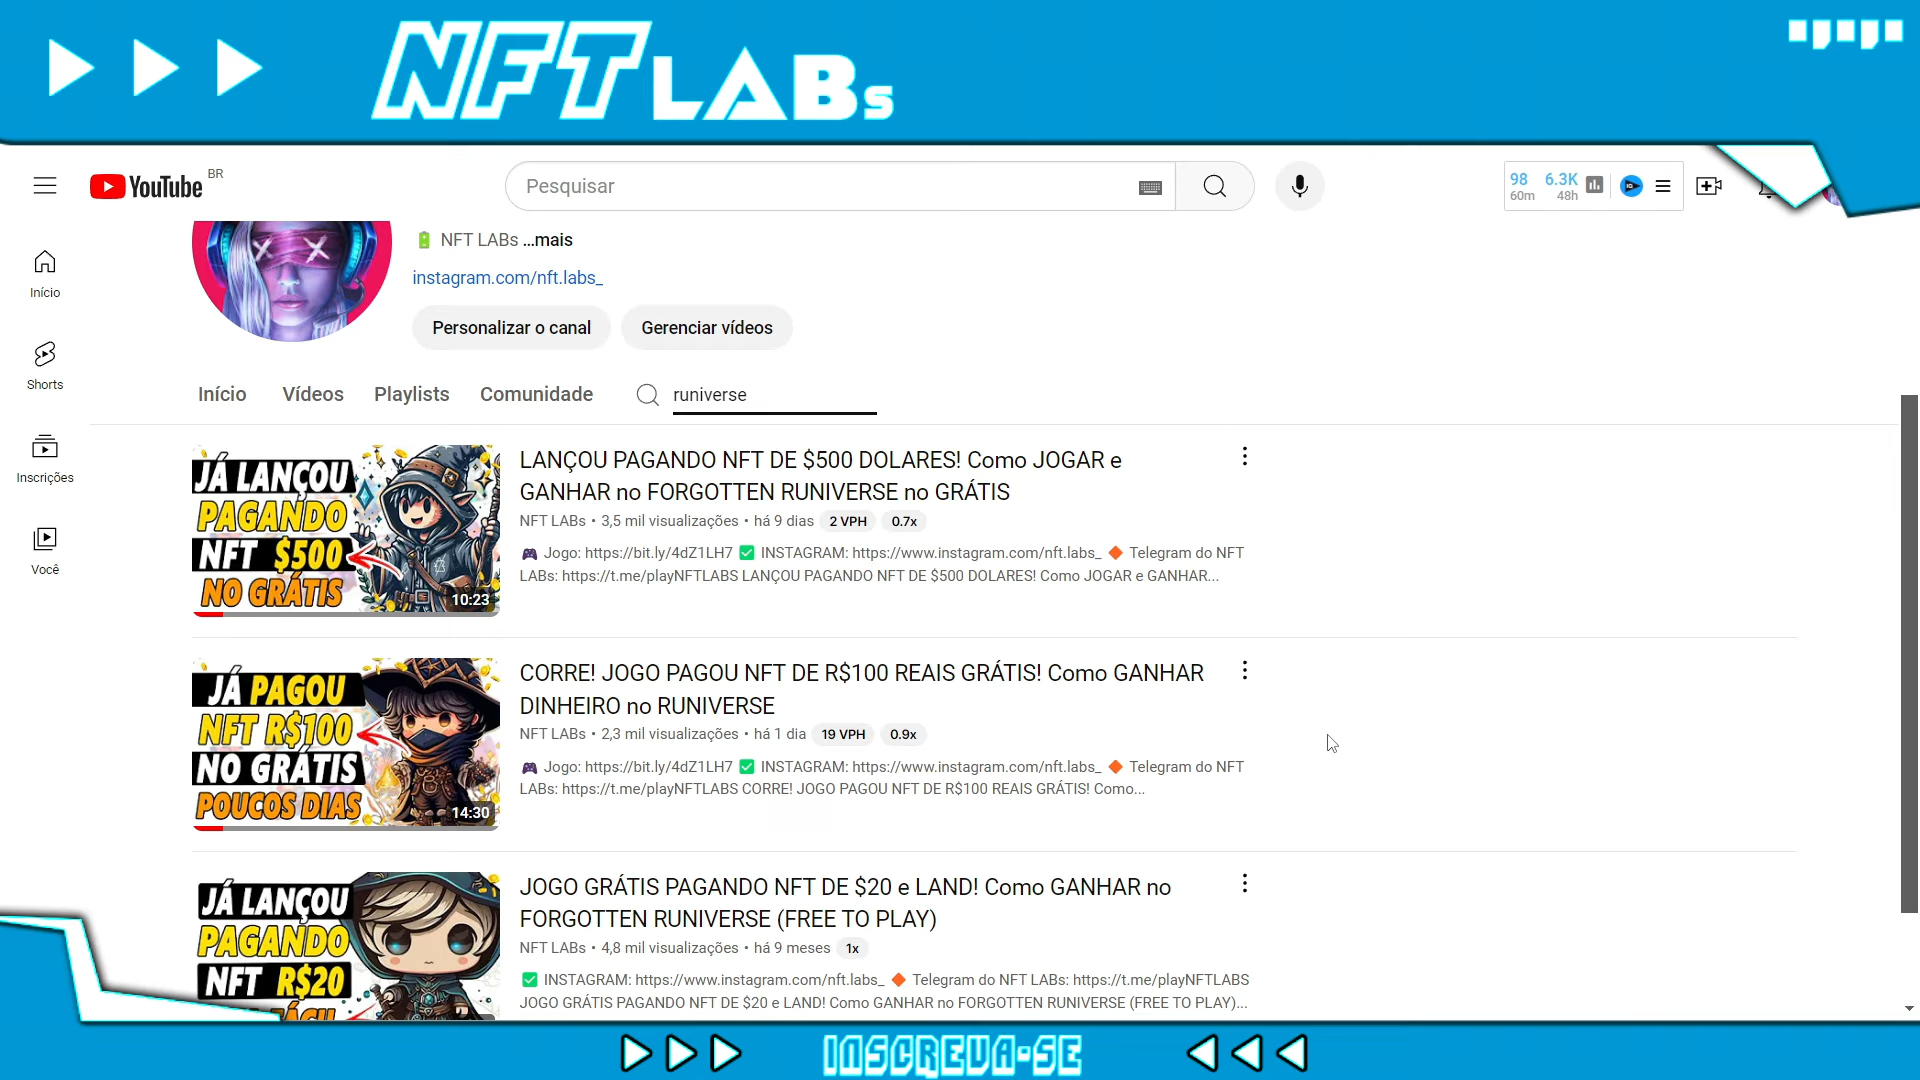 NFT LABs
YouTube BR
Pesquisar
98 6.3K
60m 48h
NFT LABs ...mais
instagram.com/nft.labs_
Personalizar o canal
Gerenciar vídeos
Início
Shorts
Inscrições
Você
Início Vídeos Playlists Comunidade runiverse
JÁ LANÇOU
PAGANDO
NFT $500
NO GRÁTIS
10:23
LANÇOU PAGANDO NFT DE $500 DOLARES! Como JOGAR e
GANHAR no FORGOTTEN RUNIVERSE no GRÁTIS
NFT LABs • 3,5 mil visualizações • há 9 dias 2 VPH 0.7x
Jogo: https://bit.ly/4dZ1LH7 ✅ INSTAGRAM: https://www.instagram.com/nft.labs_ 🔶 Telegram do NFT
LABs: https://t.me/playNFTLABS LANÇOU PAGANDO NFT DE $500 DOLARES! Como JOGAR e GANHAR...
JÁ PAGOU
NFT R$100
NO GRÁTIS
POUCOS DIAS
14:30
CORRE! JOGO PAGOU NFT DE R$100 REAIS GRÁTIS! Como GANHAR
DINHEIRO no RUNIVERSE
NFT LABs • 2,3 mil visualizações • há 1 dia 19 VPH 0.9x
Jogo: https://bit.ly/4dZ1LH7 ✅ INSTAGRAM: https://www.instagram.com/nft.labs_ 🔶 Telegram do NFT
LABs: https://t.me/playNFTLABS CORRE! JOGO PAGOU NFT DE R$100 REAIS GRÁTIS! Como...
JÁ LANÇOU
PAGANDO
NFT R$20
JOGO GRÁTIS PAGANDO NFT DE $20 e LAND! Como GANHAR no
FORGOTTEN RUNIVERSE (FREE TO PLAY)
NFT LABs • 4,8 mil visualizações • há 9 meses 1x
✅ INSTAGRAM: https://www.instagram.com/nft.labs_ 🔶 Telegram do NFT LABs: https://t.me/playNFTLABS
JOGO GRÁTIS PAGANDO NFT DE $20 e LAND! Como GANHAR no FORGOTTEN RUNIVERSE (FREE TO PLAY)...
INSCREVA-SE